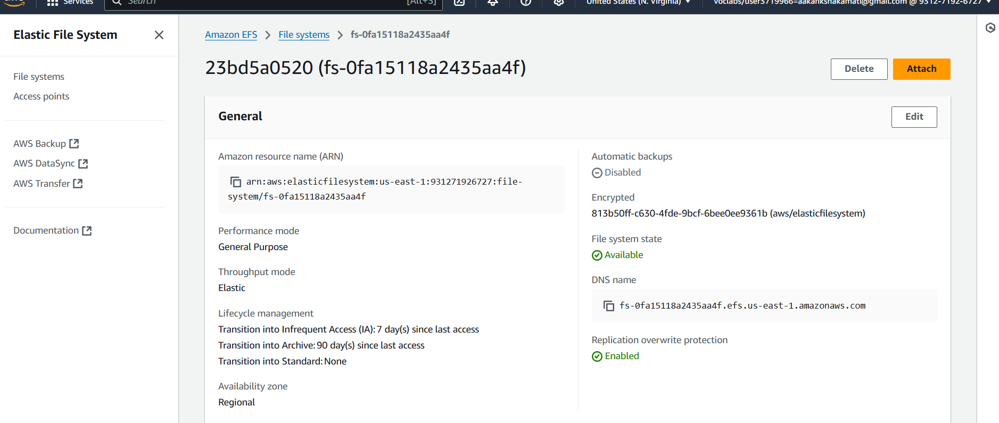 Services
Search
[Alt+S]
United States (N. Virginia)
voclabs/user3719966=aakankshakamati@gmail.com @ 9312-7192-6727
Elastic File System
File systems
Access points
AWS Backup
AWS DataSync
AWS Transfer
Documentation
Amazon EFS
File systems
fs-0fa15118a2435aa4f
23bd5a0520 (fs-0fa15118a2435aa4f)
Delete
Attach
General
Edit
Amazon resource name (ARN)
arn:aws:elasticfilesystem:us-east-1:931271926727:file-
system/fs-0fa15118a2435aa4f
Performance mode
General Purpose
Throughput mode
Elastic
Lifecycle management
Transition into Infrequent Access (IA): 7 day(s) since last access
Transition into Archive: 90 day(s) since last access
Transition into Standard: None
Availability zone
Regional
Automatic backups
Disabled
Encrypted
813b50ff-c630-4fde-9bcf-6bee0ee9361b (aws/elasticfilesystem)
File system state
Available
DNS name
fs-0fa15118a2435aa4f.efs.us-east-1.amazonaws.com
Replication overwrite protection
Enabled